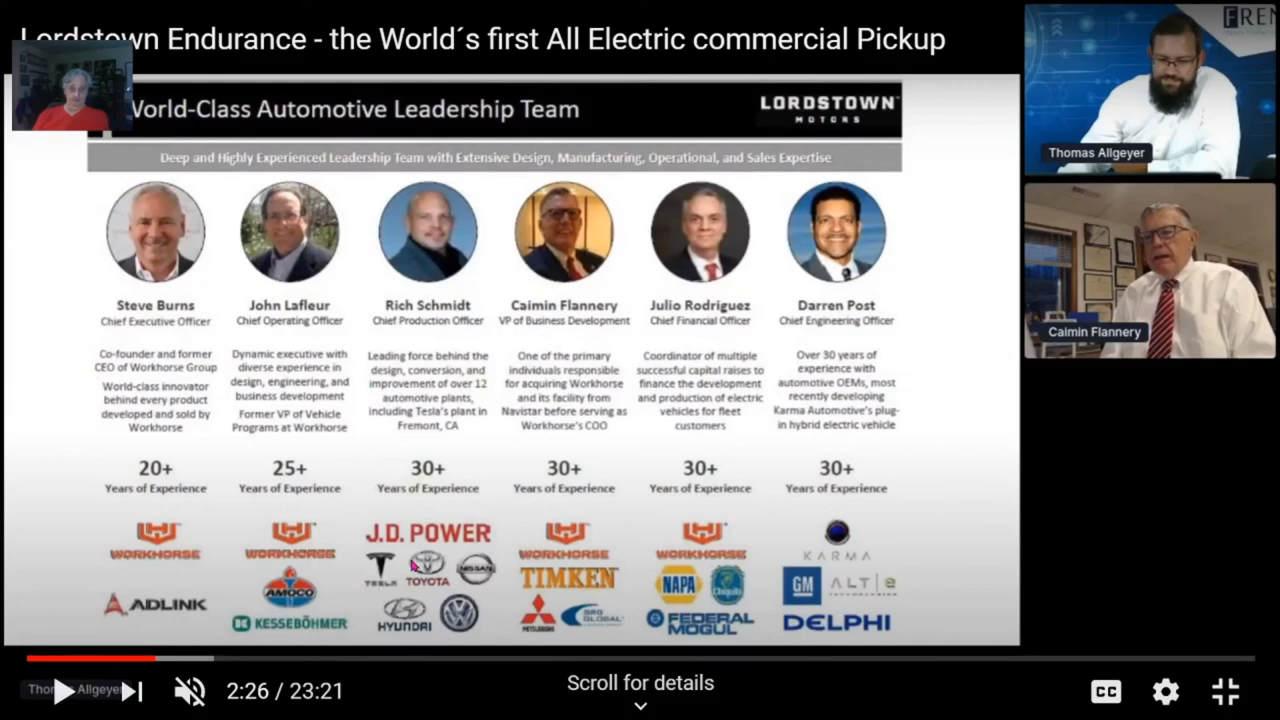 Lordstown Endurance - the World´s first All Electric commercial Pickup
World-Class Automotive Leadership Team
LORDSTOWN
MOTORS
Deep and Highly Experienced Leadership Team with Extensive Design, Manufacturing, Operational, and Sales Expertise
Steve Burns
Chief Executive Officer
Co-founder and former
CEO of Workhorse Group
World-class innovator
behind every product
developed and sold by
Workhorse
20+
Years of Experience
WORKHORSE
ADLINK
John Lafleur
Chief Operating Officer
Dynamic executive with
diverse experience in
design, engineering, and
business development
Former VP of Vehicle
Programs at Workhorse
25+
Years of Experience
WORKHORSE
AMOCO
KESSEBÖHMER
Rich Schmidt
Chief Production Officer
Leading force behind the
design, conversion, and
improvement of over 12
automotive plants,
including Tesla's plant in
Fremont, CA
30+
Years of Experience
J.D. POWER
TESLA
TOYOTA
NISSAN
HYUNDAI
Caimin Flannery
VP of Business Development
One of the primary
individuals responsible
for acquiring Workhorse
and its facility from
Navistar before serving as
Workhorse's COO
30+
Years of Experience
WORKHORSE
TIMKEN
MITSUBISHI
GLOBAL
Julio Rodriguez
Chief Financial Officer
Coordinator of multiple
successful capital raises to
finance the development
and production of electric
vehicles for fleet
customers
30+
Years of Experience
WORKHORSE
NAPA
Chiquita
FEDERAL
MOGUL
Darren Post
Chief Engineering Officer
Over 30 years of
experience with
automotive OEMs, most
recently developing
Karma Automotive's plug-
in hybrid electric vehicle
30+
Years of Experience
KARMA
GM
ALT e
DELPHI
FREN
Thomas Allgeyer
Caimin Flannery
Thomas Allgeyer
2:26 / 23:21
Scroll for details
CC